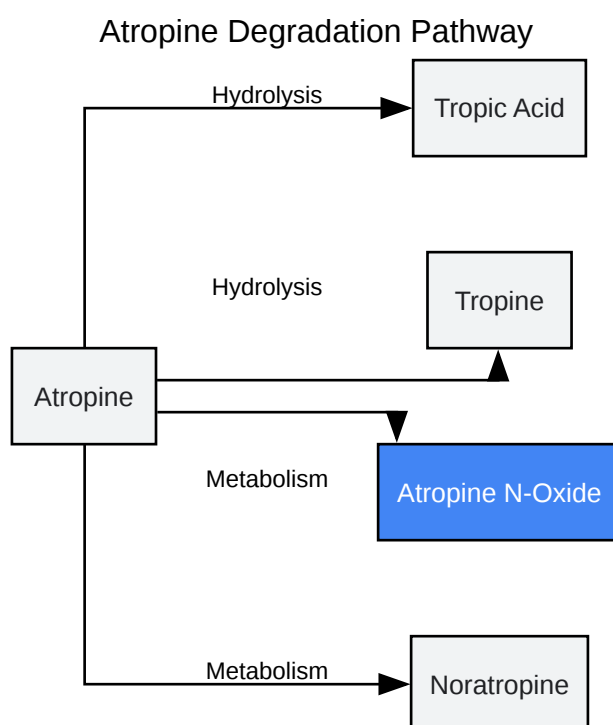 Atropine Degradation Pathway
Hydrolysis
Tropic Acid
Hydrolysis
Tropine
Atropine
Metabolism
Atropine N-Oxide
Metabolism
Noratropine